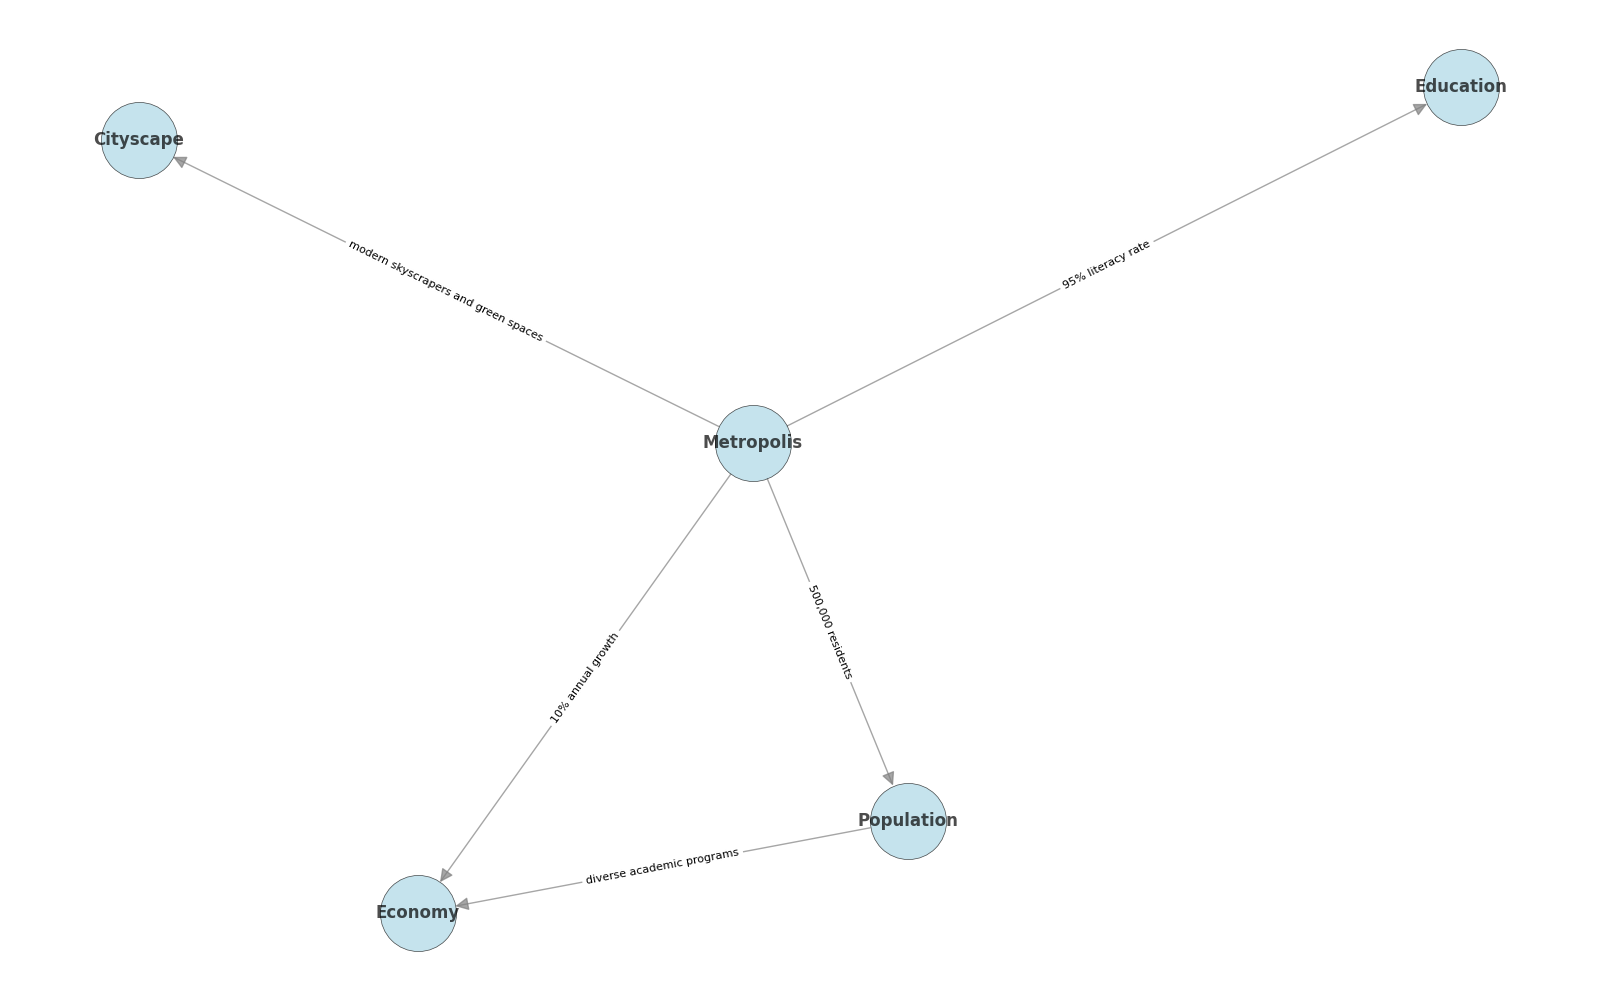 Education
Cityscape
modern skyscrapers and green spaces
95% literacy rate
Metropolis
500,000 residents
10% annual growth
Population
diverse academic programs
Economy